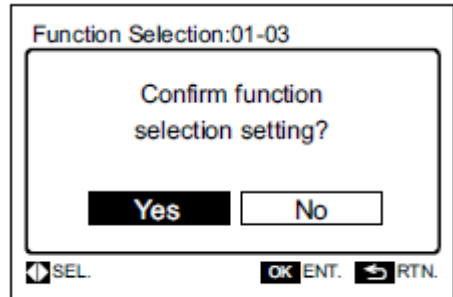 Function Selection:01-03
Confirm function
selection setting?
Yes No
SEL. OK ENT. RTN.